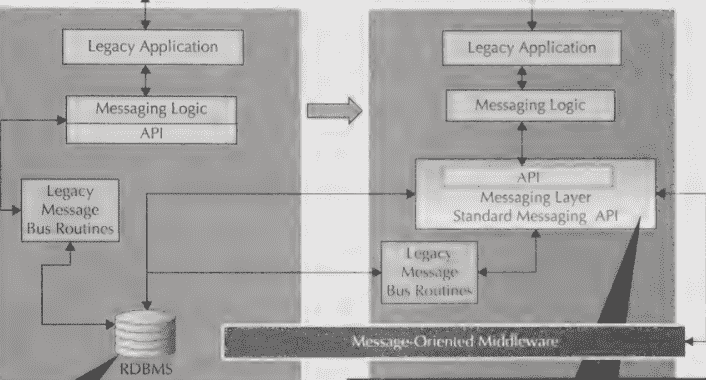 Legacy Application
Messaging Logic
API
Legacy
Message
Bus Routines
RDBMS
Legacy Application
Messaging Logic
API
Messaging Layer
Standard Messaging API
Legacy
Message
Bus Routines
Message-Oriented Middleware